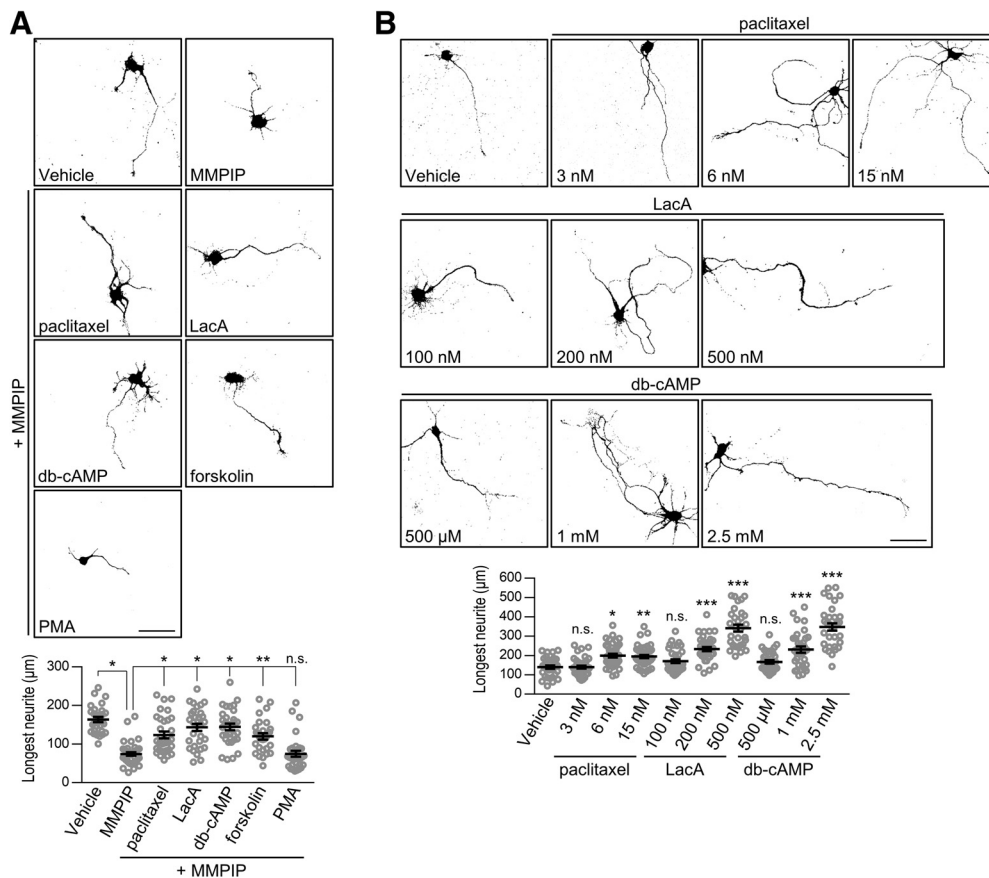 A
Vehicle
MMPIP
paclitaxel
LacA
db-cAMP
forskolin
PMA
+ MMPIP
Longest neurite (µm)
300
200
100
0
* * * * * ** n.s.
Vehicle
MMPIP
paclitaxel
LacA
db-cAMP
forskolin
PMA
+ MMPIP
B
paclitaxel
Vehicle
3 nM
6 nM
15 nM
LacA
100 nM
200 nM
500 nM
db-cAMP
500 µM
1 mM
2.5 mM
Longest neurite (µm)
600
500
400
300
200
100
0
n.s. * ** n.s. *** *** n.s. *** ***
Vehicle
3 nM
6 nM
15 nM
100 nM
200 nM
500 nM
500 µM
1 mM
2.5 mM
paclitaxel
LacA
db-cAMP